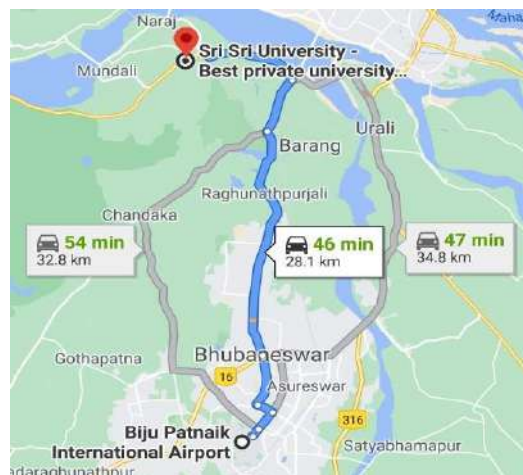 Naraj
Sri Sri University -
Best private university...
Mundali
Urali
Barang
Raghunathpurjali
Chandaka
54 min
32.8 km
46 min
28.1 km
47 min
34.8 km
Bhubaneswar
Gothapatna
16
Asureswar
316
Biju Patnaik
International Airport
Satyabhamapur
adaraghunathpur